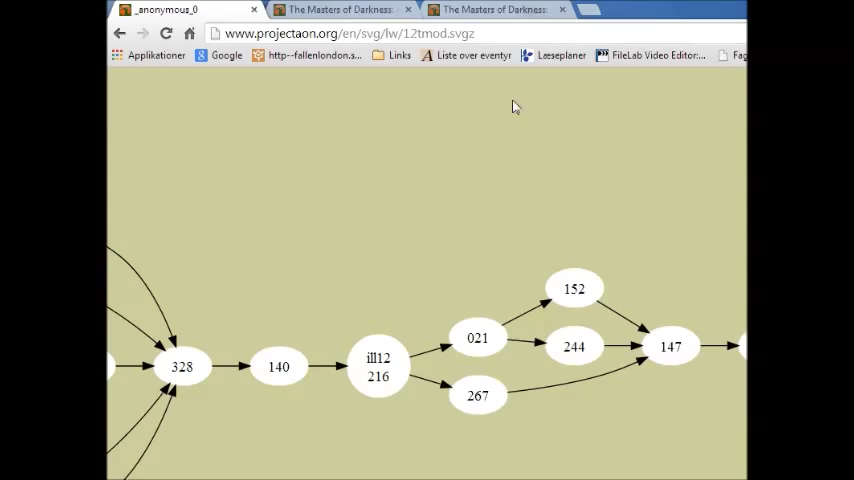 _anonymous_0
The Masters of Darkness:
The Masters of Darkness:
www.projectaon.org/en/svg/lw/12tmod.svgz
Applikationer
Google
http--fallenlondon.s...
Links
Liste over eventyr
Læseplaner
FileLab Video Editor:...
Fag
152
021
244
147
328
140
ill12
216
267